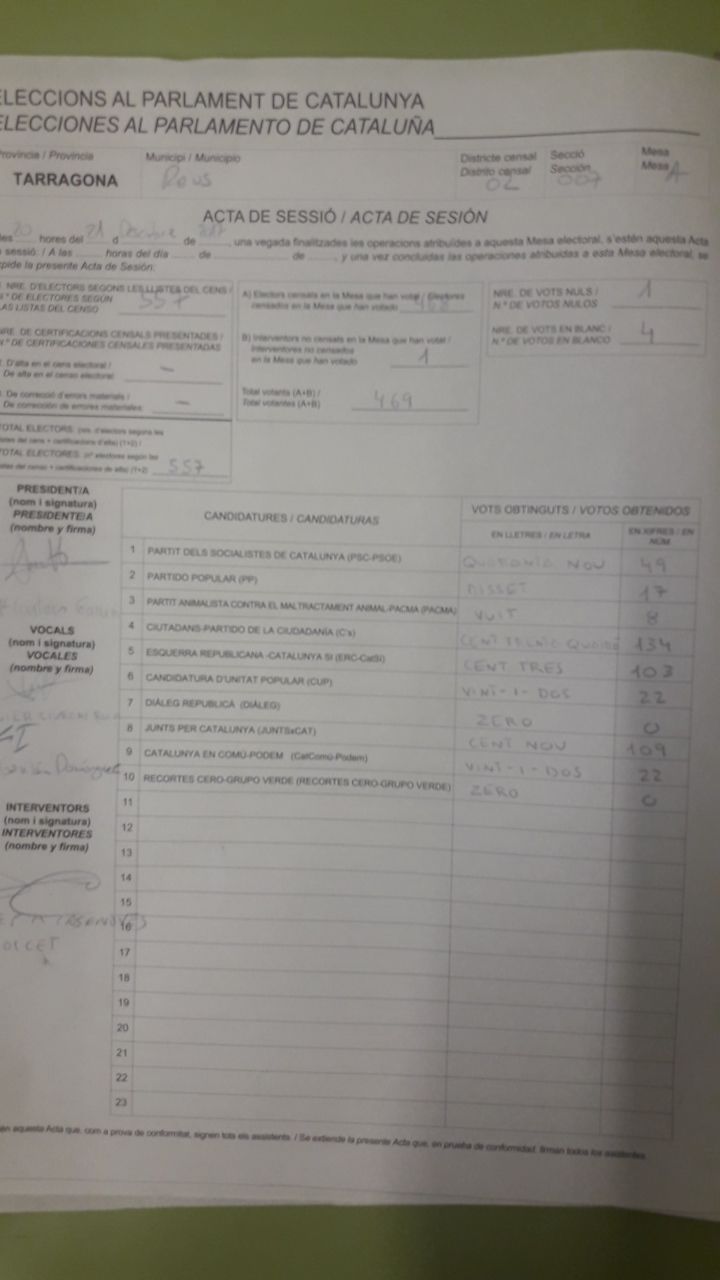 ELECCIONS AL PARLAMENT DE CATALUNYA
ELECCIONES AL PARLAMENTO DE CATALUÑA
Provincia / Provincia Municipi / Municipio Districte censal Secció Mesa
Distrito censal Sección Mesa A
TARRAGONA Reus 02 007
ACTA DE SESSIÓ / ACTA DE SESIÓN
les 20 hores del 21 d Desembre de 2017, una vegada finalitzades les operacions atribuïdes a aquesta Mesa electoral, s'estén aquesta Acta
sessió: / A las horas del día de de , y una vez concluidas las operaciones atribuidas a esta Mesa electoral, se
pide la presente Acta de Sesión:
NRE. D'ELECTORS SEGONS LES LLISTES DEL CENS /
Nº DE ELECTORES SEGÚN
LAS LISTAS DEL CENSO 557
NRE. DE CERTIFICACIONS CENSALS PRESENTADES /
Nº DE CERTIFICACIONES CENSALES PRESENTADAS
D'alta en el cens electoral /
De alta en el censo electoral: —
De correcció d'errors materials /
De corrección de errores materiales: —
TOTAL ELECTORS: (nre. d'electors segons les
llistes del cens + certificacions d'alta) (1+2) /
TOTAL ELECTORES: (nº electores según las
listas del censo + certificaciones de alta) (1+2) 557
A) Electors censats en la Mesa que han votat / Electores
censados en la Mesa que han votado 468
B) Interventors no censats en la Mesa que han votat /
Interventores no censados
en la Mesa que han votado 1
Total votants (A+B) /
Total votantes (A+B) 469
NRE. DE VOTS NULS / 1
Nº DE VOTOS NULOS
NRE. DE VOTS EN BLANC / 4
Nº DE VOTOS EN BLANCO
PRESIDENT/A
(nom i signatura)
PRESIDENTE/A
(nombre y firma)
VOCALS
(nom i signatura)
VOCALES
(nombre y firma)
Domínguez
INTERVENTORS
(nom i signatura)
INTERVENTORES
(nombre y firma)
CANDIDATURES / CANDIDATURAS VOTS OBTINGUTS / VOTOS OBTENIDOS
EN LLETRES / EN LETRA EN XIFRES / EN NÚM
1 PARTIT DELS SOCIALISTES DE CATALUNYA (PSC-PSOE) QUARANTA NOU 49
2 PARTIDO POPULAR (PP) DISSET 17
3 PARTIT ANIMALISTA CONTRA EL MALTRACTAMENT ANIMAL-PACMA (PACMA) VUIT 8
4 CIUTADANS-PARTIDO DE LA CIUDADANÍA (C's) CENT TRENTA QUATRE 134
5 ESQUERRA REPUBLICANA -CATALUNYA SÍ (ERC-CatSí) CENT TRES 103
6 CANDIDATURA D'UNITAT POPULAR (CUP) VINT-I-DOS 22
7 DIÀLEG REPUBLICÀ (DIÀLEG) ZERO 0
8 JUNTS PER CATALUNYA (JUNTSxCAT) CENT NOU 109
9 CATALUNYA EN COMÚ-PODEM (CatComú-Podem) VINT-I-DOS 22
10 RECORTES CERO-GRUPO VERDE (RECORTES CERO-GRUPO VERDE) ZERO 0
11
12
13
14
15
16
17
18
19
20
21
22
23
en aquesta Acta que, com a prova de conformitat, signen tots els assistents. / Se extiende la presente Acta que, en prueba de conformidad, firman todos los asistentes.